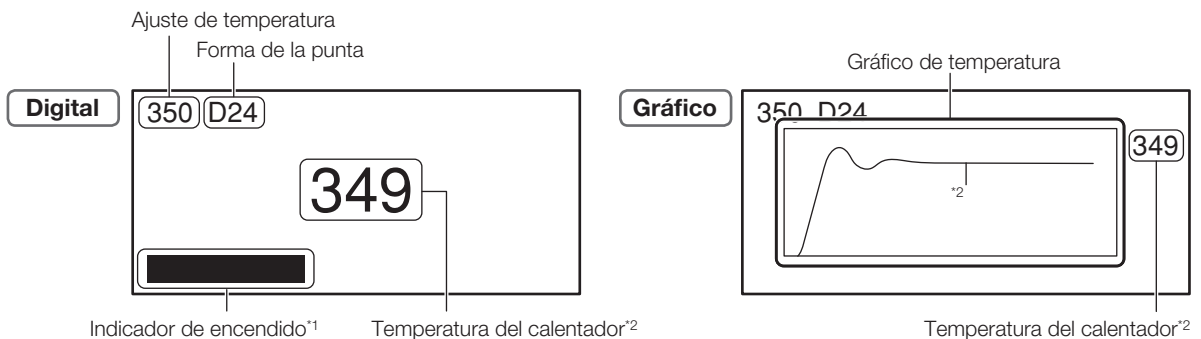 Ajuste de temperatura
Forma de la punta
Digital
350 D24
349
Indicador de encendido*1
Temperatura del calentador*2
Gráfico de temperatura
Gráfico
350 D24
349
*2
Temperatura del calentador*2